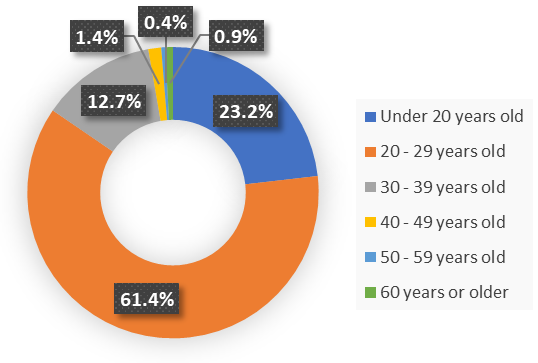 0.4%
1.4%
0.9%
12.7%
23.2%
61.4%
Under 20 years old
20 - 29 years old
30 - 39 years old
40 - 49 years old
50 - 59 years old
60 years or older